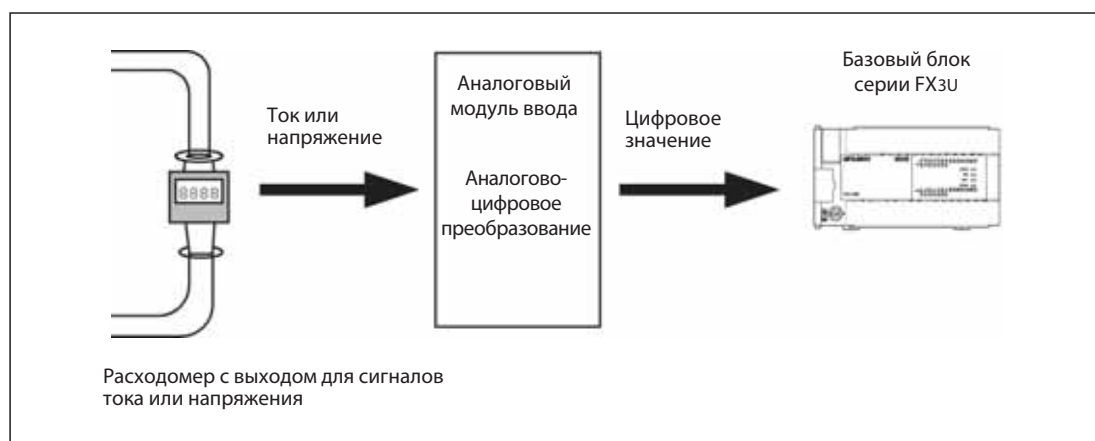 Ток или
напряжение
Аналоговый
модуль ввода
Аналогово-
цифровое
преобразование
Цифровое
значение
Базовый блок
серии FX3U
8888
Расходомер с выходом для сигналов
тока или напряжения